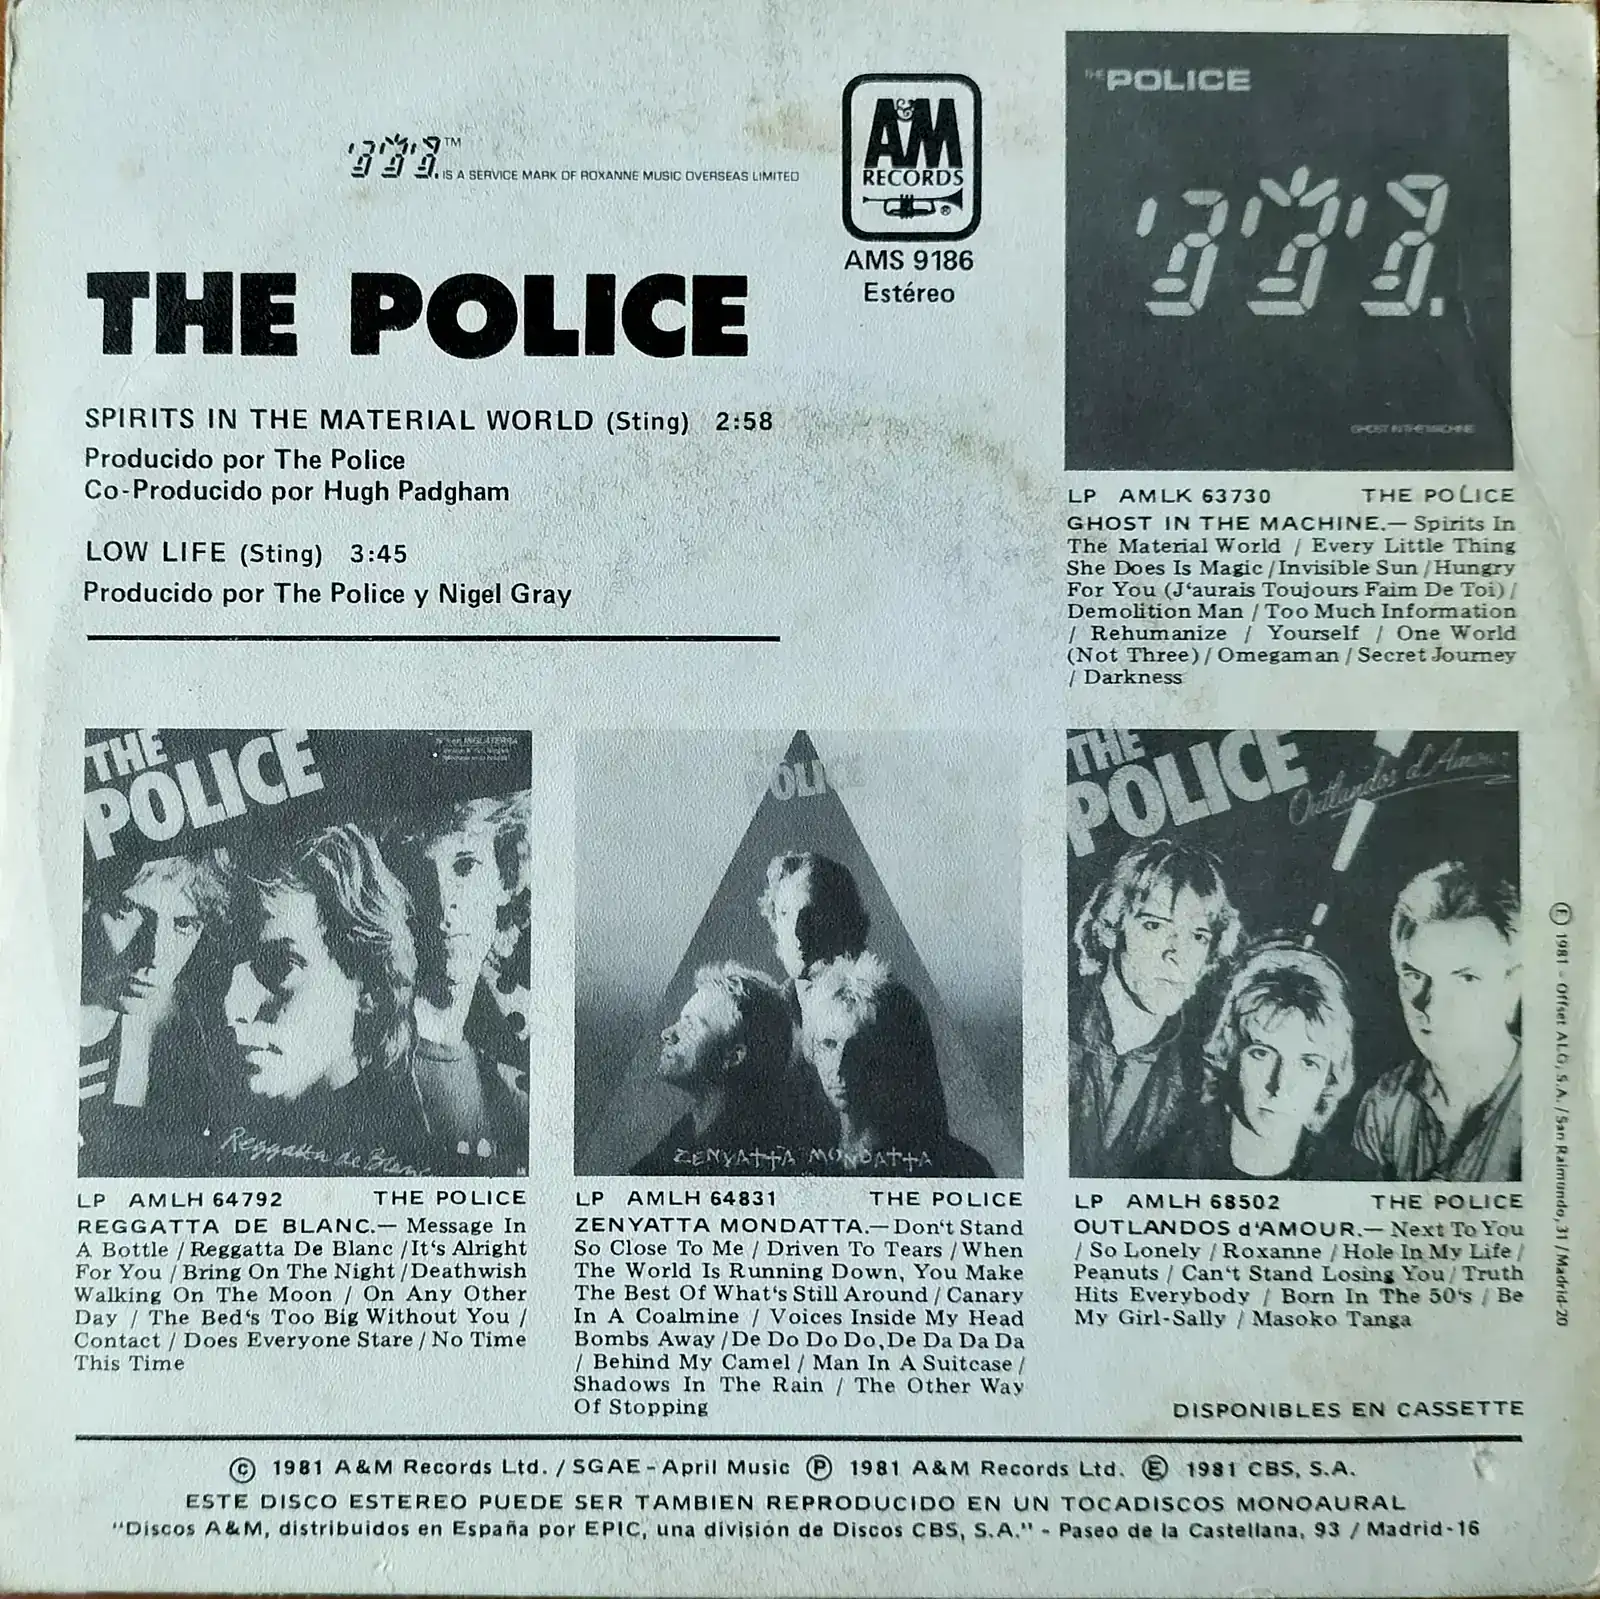 ™ IS A SERVICE MARK OF ROXANNE MUSIC OVERSEAS LIMITED
A&M
RECORDS
®
AMS 9186
Estéreo
THE POLICE
SPIRITS IN THE MATERIAL WORLD (Sting) 2:58
Producido por The Police
Co-Producido por Hugh Padgham
LOW LIFE (Sting) 3:45
Producido por The Police y Nigel Gray
THE POLICE
GHOST IN THE MACHINE
LP AMLK 63730 THE POLICE
GHOST IN THE MACHINE.— Spirits In
The Material World / Every Little Thing
She Does Is Magic / Invisible Sun / Hungry
For You (J‘aurais Toujours Faim De Toi) /
Demolition Man / Too Much Information
/ Rehumanize / Yourself / One World
(Not Three) / Omegaman / Secret Journey
/ Darkness
THE
POLICE
Reggatta de Blanc
LP AMLH 64792 THE POLICE
REGGATTA DE BLANC.— Message In
A Bottle / Reggatta De Blanc / It‘s Alright
For You / Bring On The Night / Deathwish
Walking On The Moon / On Any Other
Day / The Bed‘s Too Big Without You /
Contact / Does Everyone Stare / No Time
This Time
OLICE
ZENYATTA MONDATTA
LP AMLH 64831 THE POLICE
ZENYATTA MONDATTA.— Don‘t Stand
So Close To Me / Driven To Tears / When
The World Is Running Down, You Make
The Best Of What‘s Still Around / Canary
In A Coalmine / Voices Inside My Head
Bombs Away / De Do Do Do, De Da Da Da
/ Behind My Camel / Man In A Suitcase /
Shadows In The Rain / The Other Way
Of Stopping
THE
POLICE
Outlandos d'Amour
LP AMLH 68502 THE POLICE
OUTLANDOS d‘AMOUR.— Next To You
/ So Lonely / Roxanne / Hole In My Life /
Peanuts / Can‘t Stand Losing You / Truth
Hits Everybody / Born In The 50‘s / Be
My Girl-Sally / Masoko Tanga
DISPONIBLES EN CASSETTE
Ⓔ 1981 - Offset ALG, S.A. / San Raimundo, 31 / Madrid-20
© 1981 A&M Records Ltd. / SGAE - April Music Ⓟ 1981 A&M Records Ltd. Ⓔ 1981 CBS, S.A.
ESTE DISCO ESTEREO PUEDE SER TAMBIEN REPRODUCIDO EN UN TOCADISCOS MONOAURAL
"Discos A&M, distribuidos en España por EPIC, una división de Discos CBS, S.A." - Paseo de la Castellana, 93 / Madrid-16